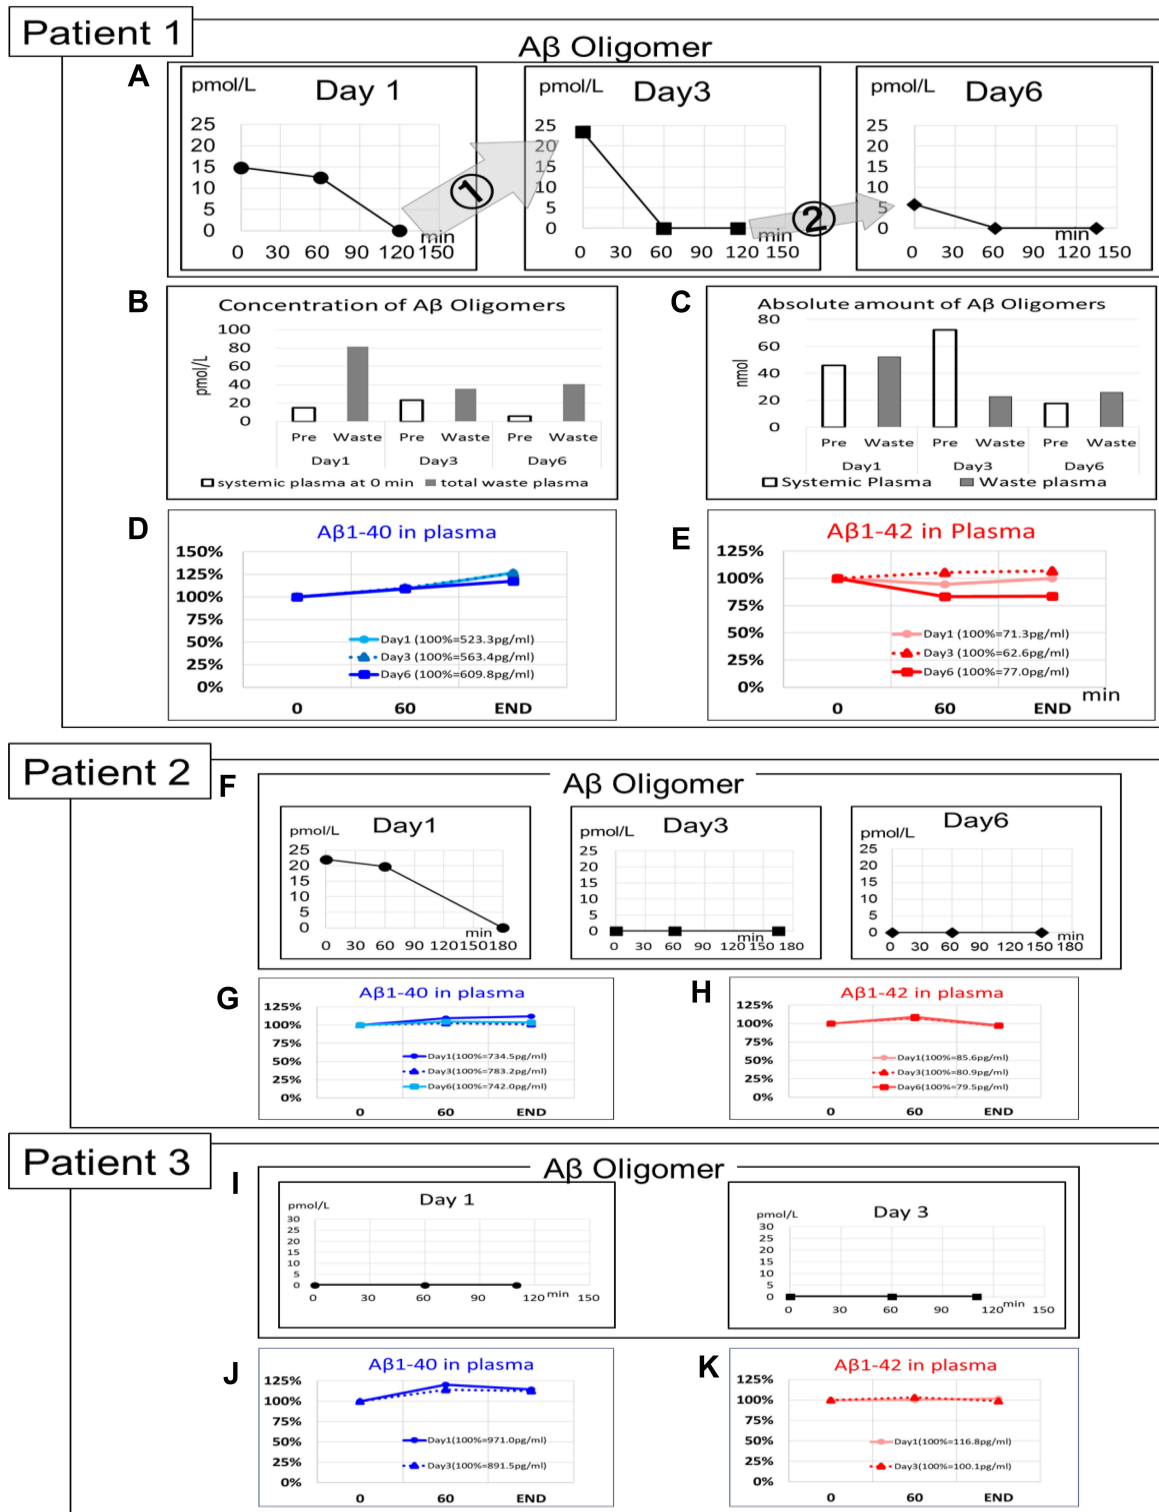 Patient 1
Aβ Oligomer
A
pmol/L
Day 1
25
20
15
10
5
0
0 30 60 90 120 150
min
①
pmol/L
Day3
25
20
15
10
5
0
0 30 60 90 120 150
min
②
pmol/L
Day6
25
20
15
10
5
0
0 30 60 90 120 150
min
B
Concentration of Aβ Oligomers
pmol/L
100
80
60
40
20
0
Pre Waste Pre Waste Pre Waste
Day1 Day3 Day6
systemic plasma at 0 min total waste plasma
C
Absolute amount of Aβ Oligomers
nmol
80
60
40
20
0
Pre Waste Pre Waste Pre Waste
Day1 Day3 Day6
Systemic Plasma Waste plasma
D
Aβ1-40 in plasma
150%
125%
100%
75%
50%
25%
0%
Day1 (100%=523.3pg/ml)
Day3 (100%=563.4pg/ml)
Day6 (100%=609.8pg/ml)
0 60 END
E
Aβ1-42 in Plasma
125%
100%
75%
50%
25%
0%
Day1 (100%=71.3pg/ml)
Day3 (100%=62.6pg/ml)
Day6 (100%=77.0pg/ml)
min
0 60 END
Patient 2
F
Aβ Oligomer
pmol/L
Day1
25
20
15
10
5
0
min
0 30 60 90 120 150 180
pmol/L
Day3
25
20
15
10
5
0
min
0 30 60 90 120 150 180
pmol/L
Day6
25
20
15
10
5
0
min
0 30 60 90 120 150 180
G
Aβ1-40 in plasma
125%
100%
75%
50%
25%
0%
Day1(100%=734.5pg/ml)
Day3(100%=783.2pg/ml)
Day6(100%=742.0pg/ml)
0 60 END
H
Aβ1-42 in plasma
125%
100%
75%
50%
25%
0%
Day1(100%=85.6pg/ml)
Day3(100%=80.9pg/ml)
Day6(100%=79.5pg/ml)
0 60 END
Patient 3
I
Aβ Oligomer
Day 1
pmol/L
30
25
20
15
10
5
0
0 30 60 90 120 150
min
Day 3
pmol/L
30
25
20
15
10
5
0
0 30 60 90 120 150
min
J
Aβ1-40 in plasma
125%
100%
75%
50%
25%
0%
Day1(100%=971.0pg/ml)
Day3(100%=891.5pg/ml)
0 60 END
K
Aβ1-42 in plasma
125%
100%
75%
50%
25%
0%
Day1(100%=116.8pg/ml)
Day3(100%=100.1pg/ml)
0 60 END